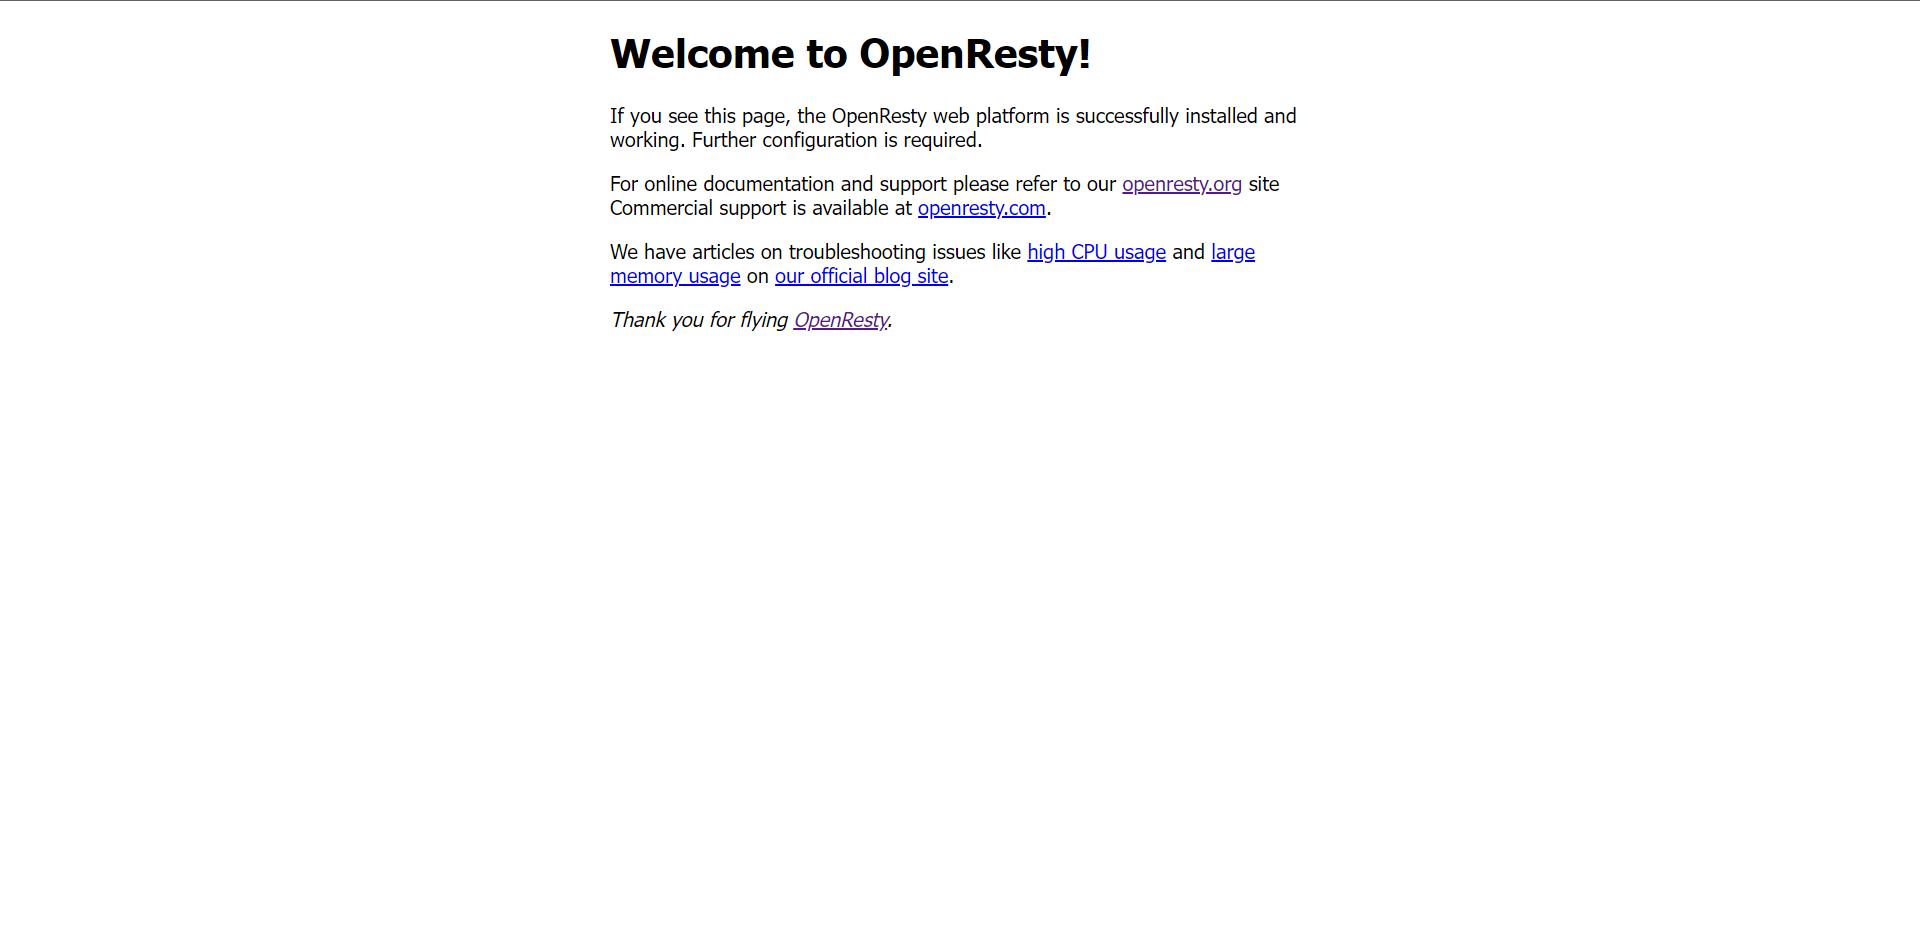 Welcome to OpenResty!
If you see this page, the OpenResty web platform is successfully installed and
working. Further configuration is required.
For online documentation and support please refer to our openresty.org site
Commercial support is available at openresty.com.
We have articles on troubleshooting issues like high CPU usage and large
memory usage on our official blog site.
Thank you for flying OpenResty.